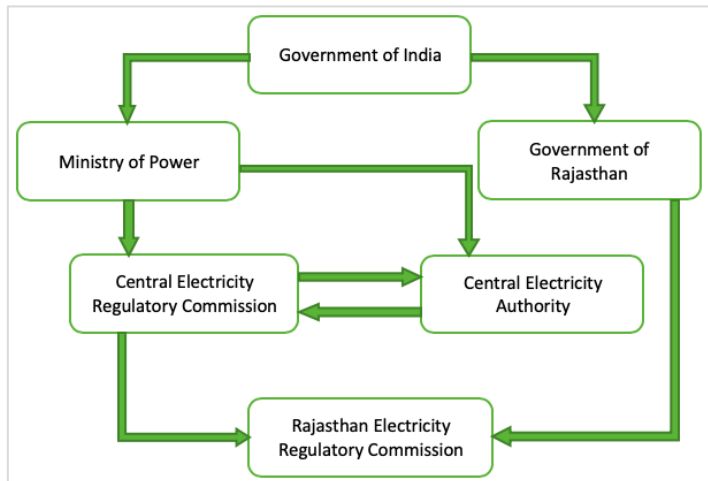 Government of India
Ministry of Power
Government of
Rajasthan
Central Electricity
Regulatory Commission
Central Electricity
Authority
Rajasthan Electricity
Regulatory Commission